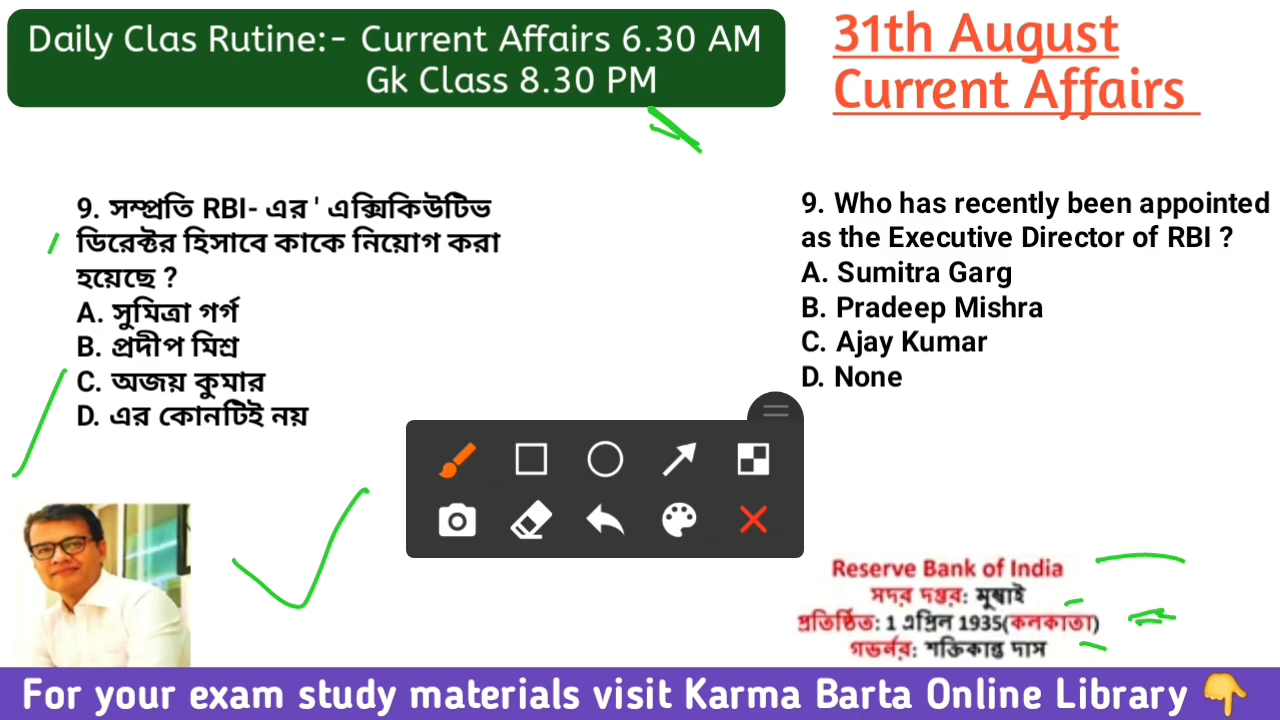 Daily Clas Rutine:- Current Affairs 6.30 AM
Gk Class 8.30 PM
31th August
Current Affairs
9. সম্প্রতি RBI- এর ' এক্সিকিউটিভ
ডিরেক্টর হিসাবে কাকে নিয়োগ করা
হয়েছে ?
A. সুমিত্রা গর্গ
B. প্রদীপ মিশ্র
C. অজয় কুমার
D. এর কোনটিই নয়
9. Who has recently been appointed
as the Executive Director of RBI ?
A. Sumitra Garg
B. Pradeep Mishra
C. Ajay Kumar
D. None
Reserve Bank of India
সদর দপ্তর: মুম্বাই
প্রতিষ্ঠিত: 1 এপ্রিল 1935(কলকাতা)
গভর্নর: শক্তিকান্ত দাস
For your exam study materials visit Karma Barta Online Library 👇